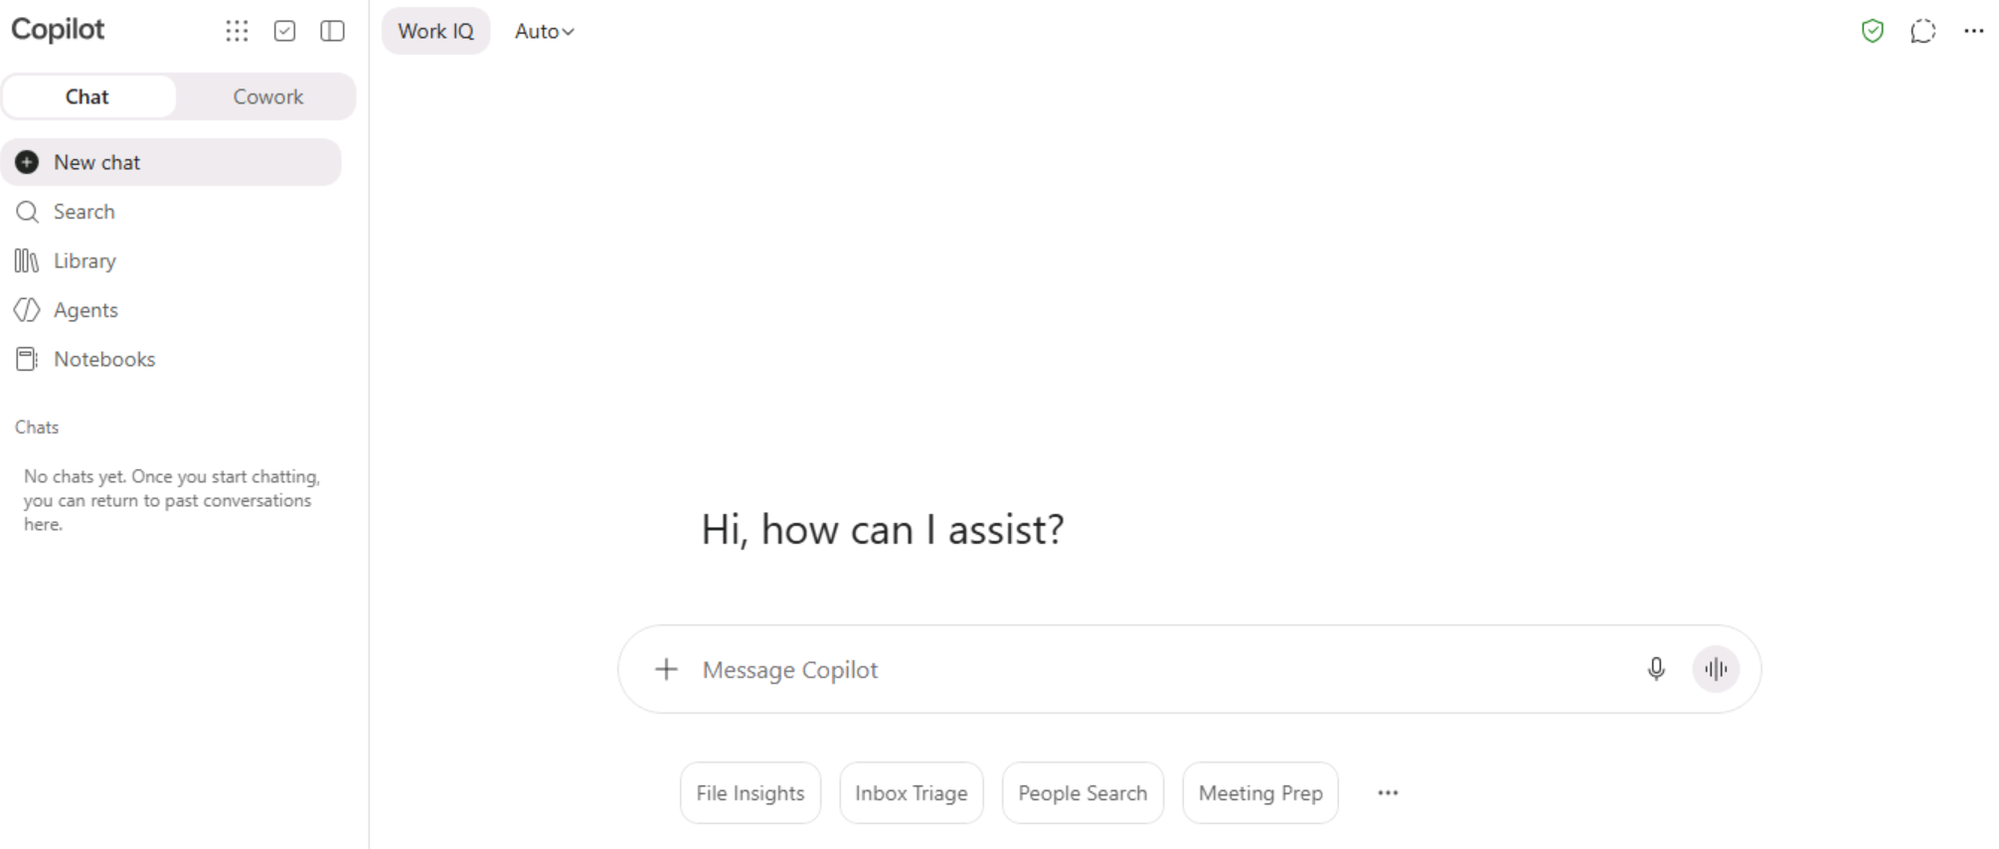 Copilot
Work IQ
Auto
Chat
Cowork
New chat
Search
Library
Agents
Notebooks
Chats
No chats yet. Once you start chatting,
you can return to past conversations
here.
Hi, how can I assist?
Message Copilot
File Insights
Inbox Triage
People Search
Meeting Prep